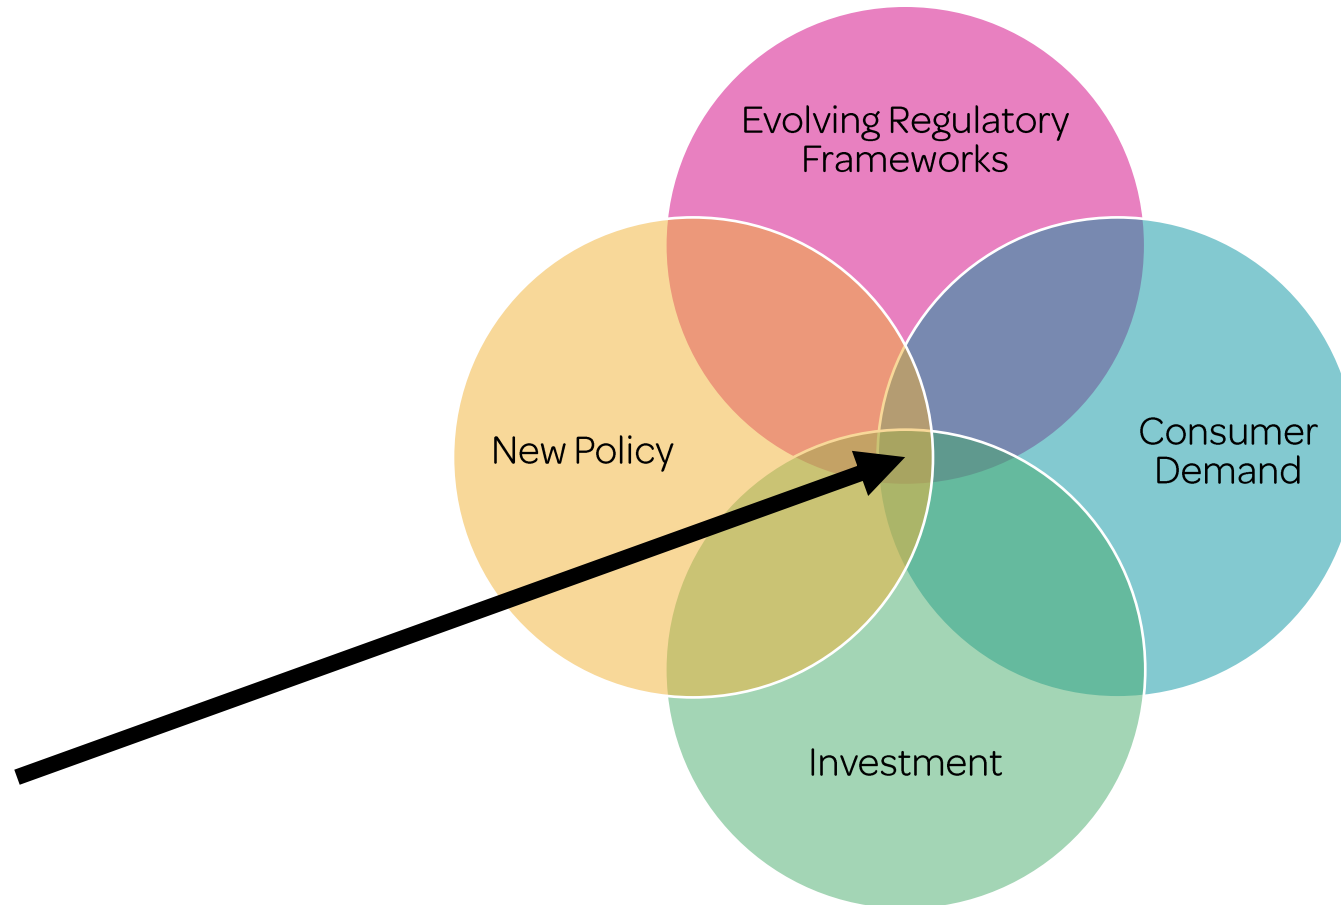 Evolving Regulatory
Frameworks
New Policy
Consumer
Demand
Investment